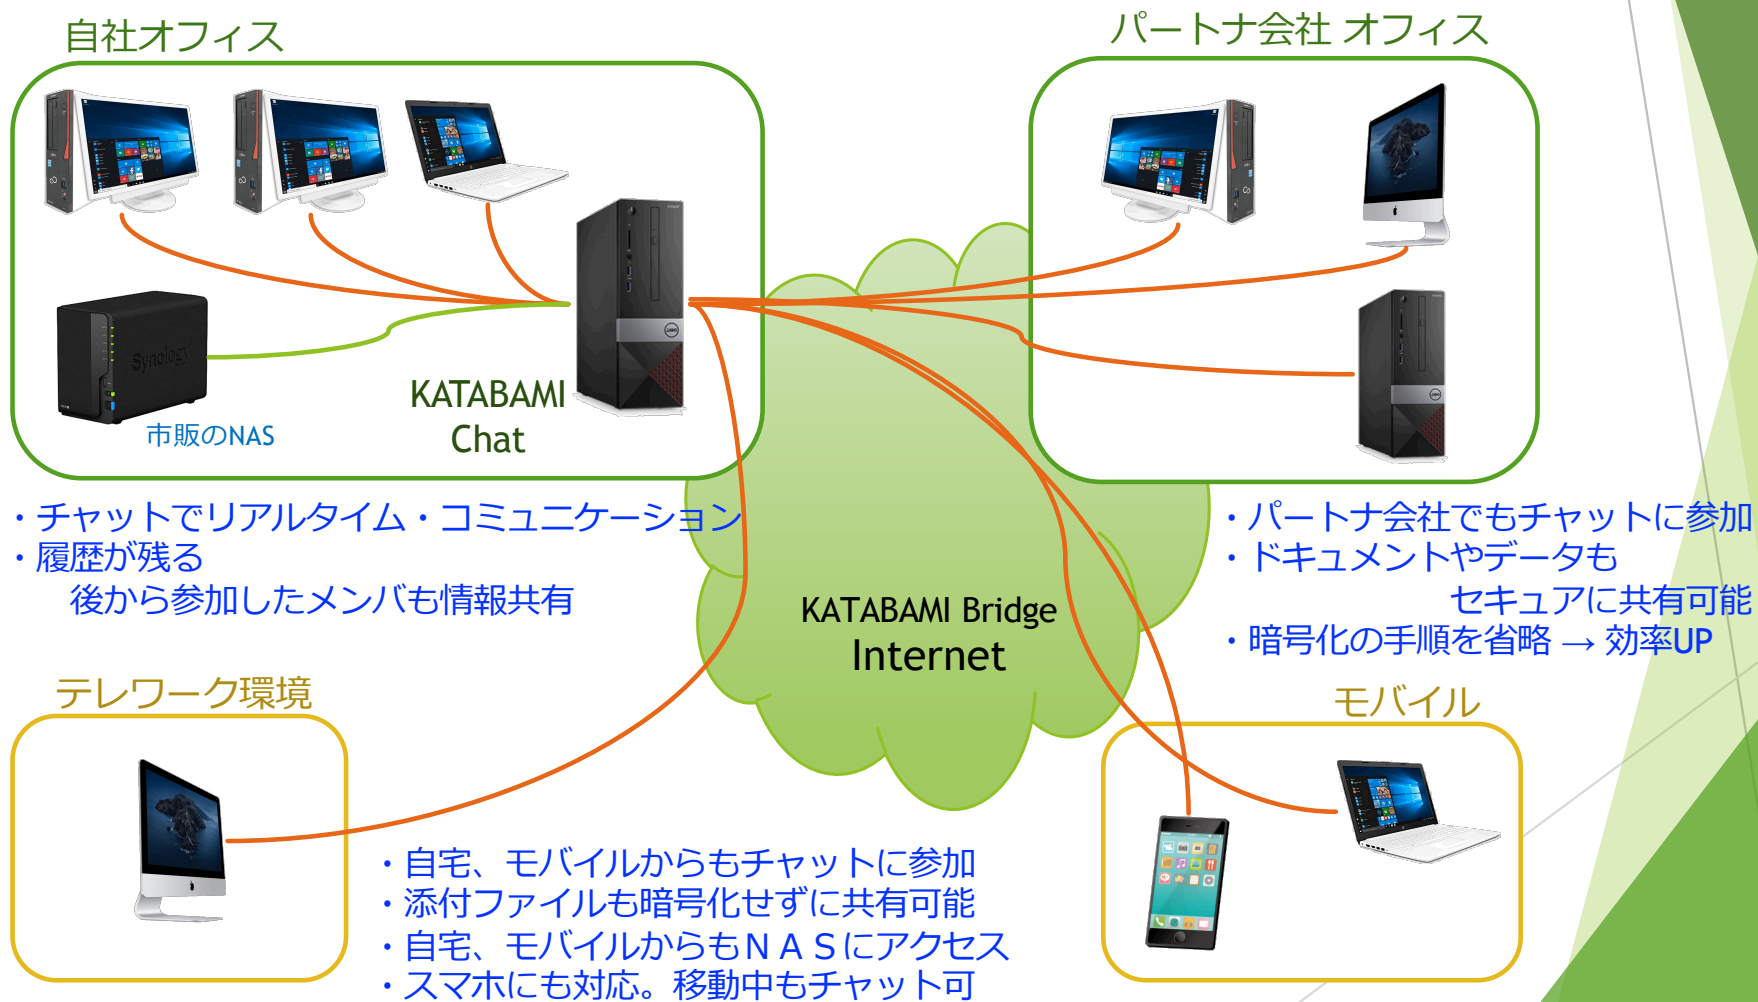 自社オフィス
パートナ会社 オフィス
Synology
市販のNAS
KATABAMI
Chat
・チャットでリアルタイム・コミュニケーション
・履歴が残る
後から参加したメンバも情報共有
・パートナ会社でもチャットに参加
・ドキュメントやデータも
セキュアに共有可能
・暗号化の手順を省略 → 効率UP
KATABAMI Bridge
Internet
テレワーク環境
モバイル
・自宅、モバイルからもチャットに参加
・添付ファイルも暗号化せずに共有可能
・自宅、モバイルからもＮＡＳにアクセス
・スマホにも対応。移動中もチャット可